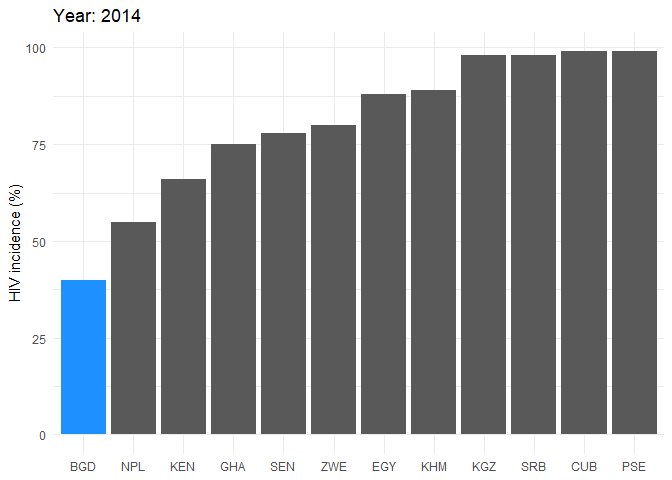 Year: 2014
HIV incidence (%)
100
75
50
25
0
BGD NPL KEN GHA SEN ZWE EGY KHM KGZ SRB CUB PSE